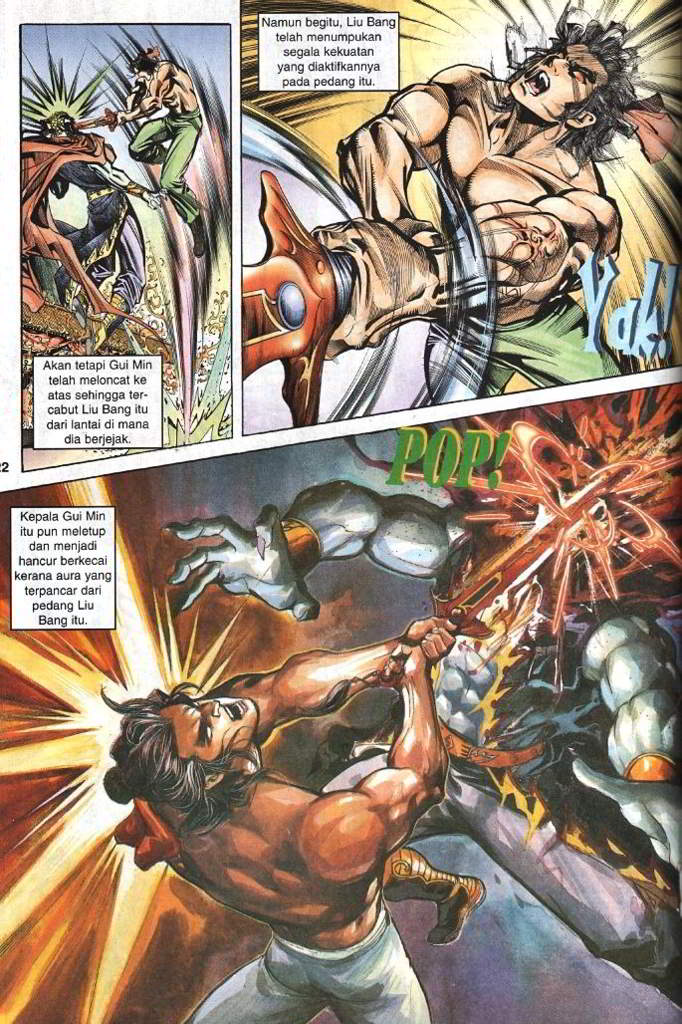 Akan tetapi Gui Min
telah meloncat ke
atas sehingga ter-
cabut Liu Bang itu
dari lantai di mana
dia berjejak.
Namun begitu, Liu Bang
telah menumpukan
segala kekuatan
yang diaktifkannya
pada pedang itu.
Yak!
22
POP!
Kepala Gui Min
itu pun meletup
dan menjadi
hancur berkecai
kerana aura yang
terpancar dari
pedang Liu
Bang itu.